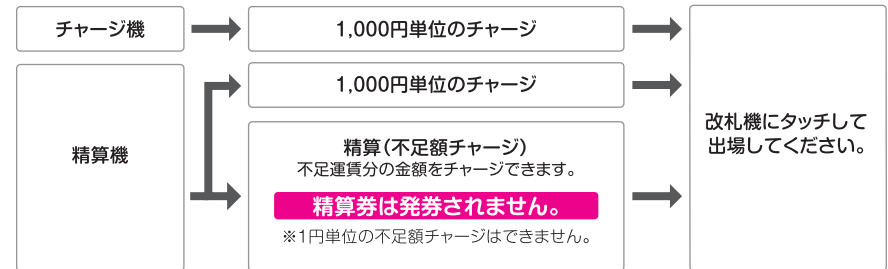 チャージ機
1,000円単位のチャージ
精算機
1,000円単位のチャージ
精算(不足額チャージ)
不足運賃分の金額をチャージできます。
精算券は発券されません。
※1円単位の不足額チャージはできません。
改札機にタッチして
出場してください。